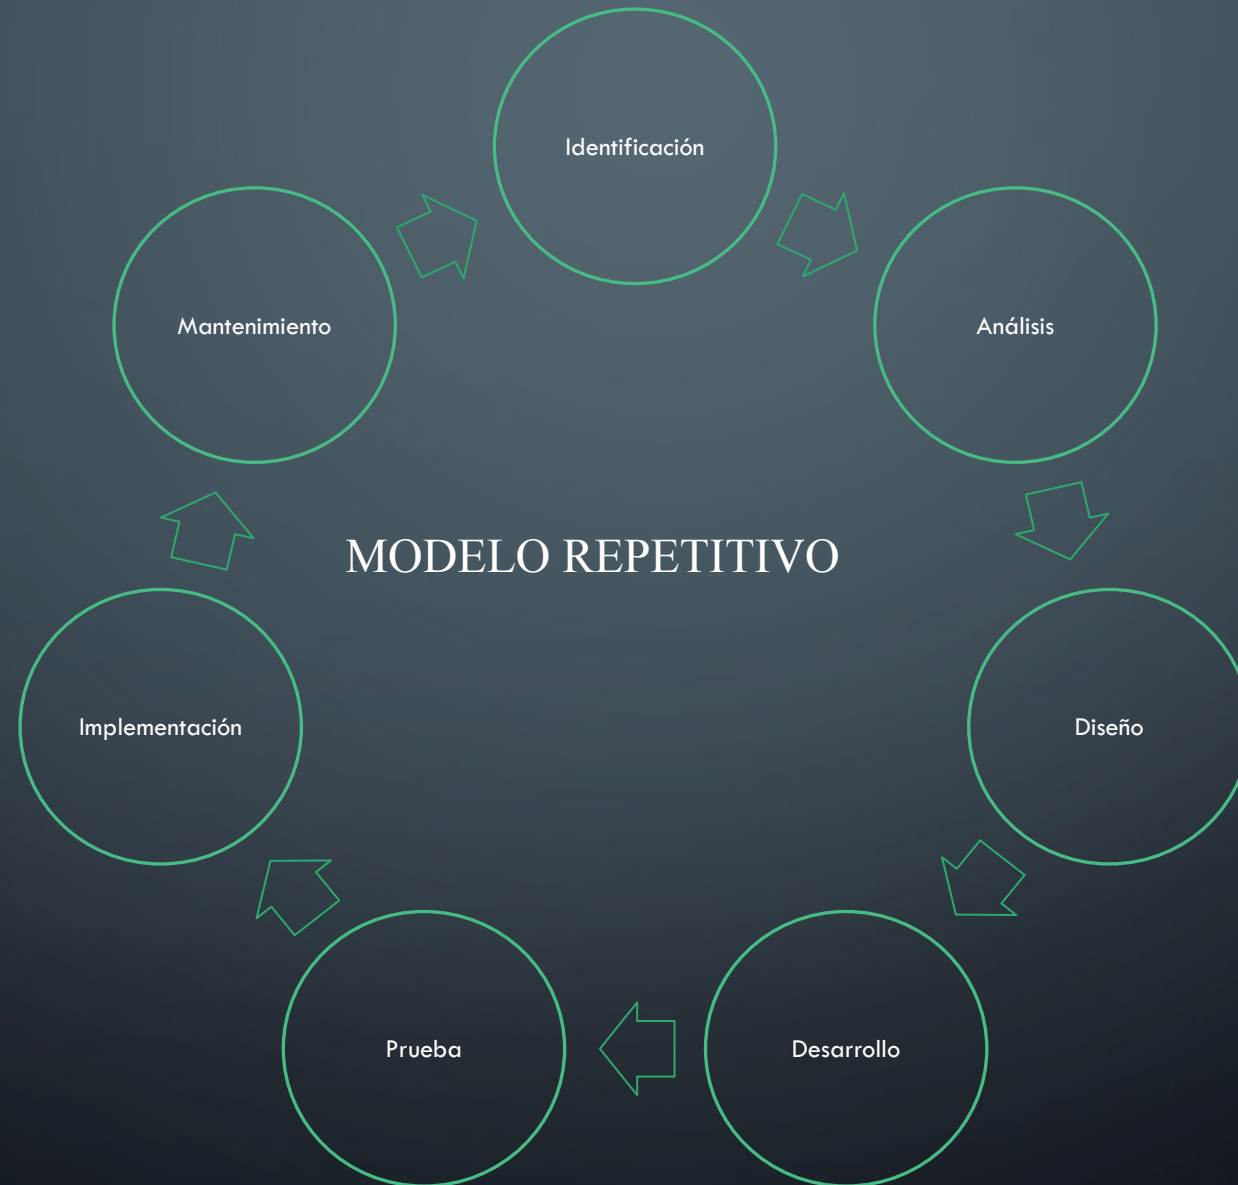 Identificación
Análisis
Diseño
Desarrollo
Prueba
Implementación
Mantenimiento
MODELO REPETITIVO